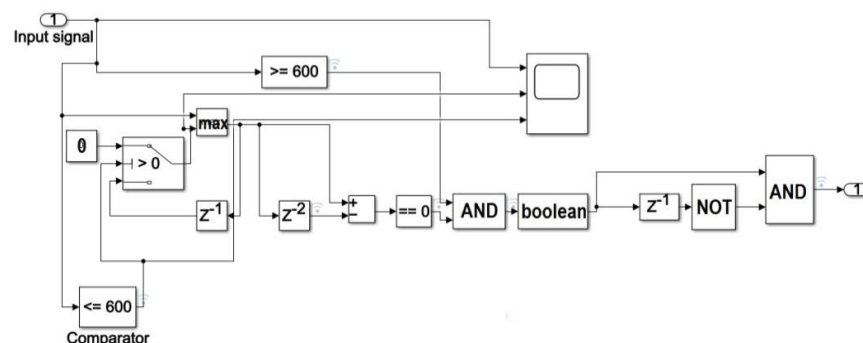 1
Input signal
>= 600
max
0
> 0
z-1
z-2
+
−
== 0
AND
boolean
z-1
NOT
AND
1
<= 600
Comparator